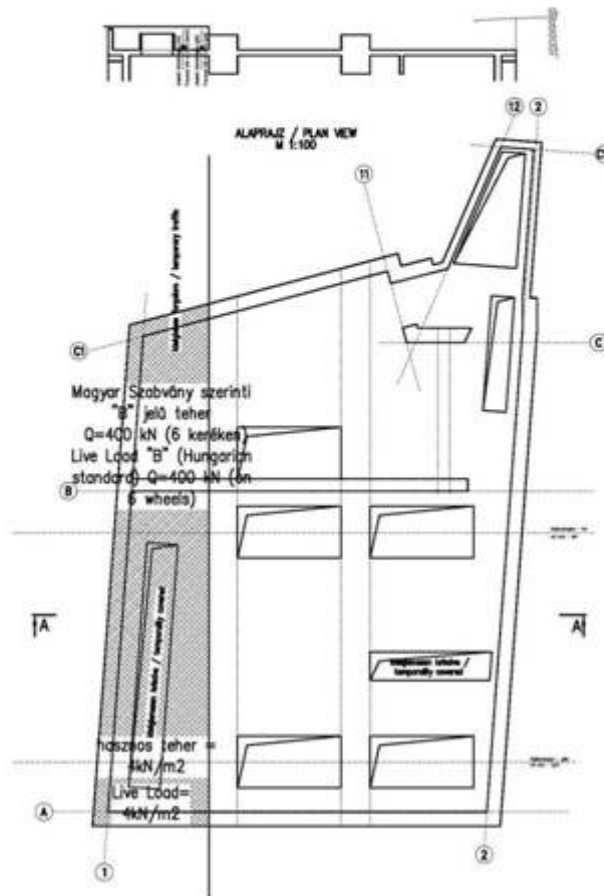 ALAPRAJZ / PLAN VIEW
M 1:100
12
2
11
C
C1
Magyar Szabvány szerinti
"B" jelű teher
Q=400 kN (6 keréken)
Live Load "B" (Hungarian
standard) Q=400 kN (on
6 wheels)
B
A
A
ideiglenesen lefedve /
temporally covered
hasznos teher =
4kN/m2
Live Load=
4kN/m2
A
1
2